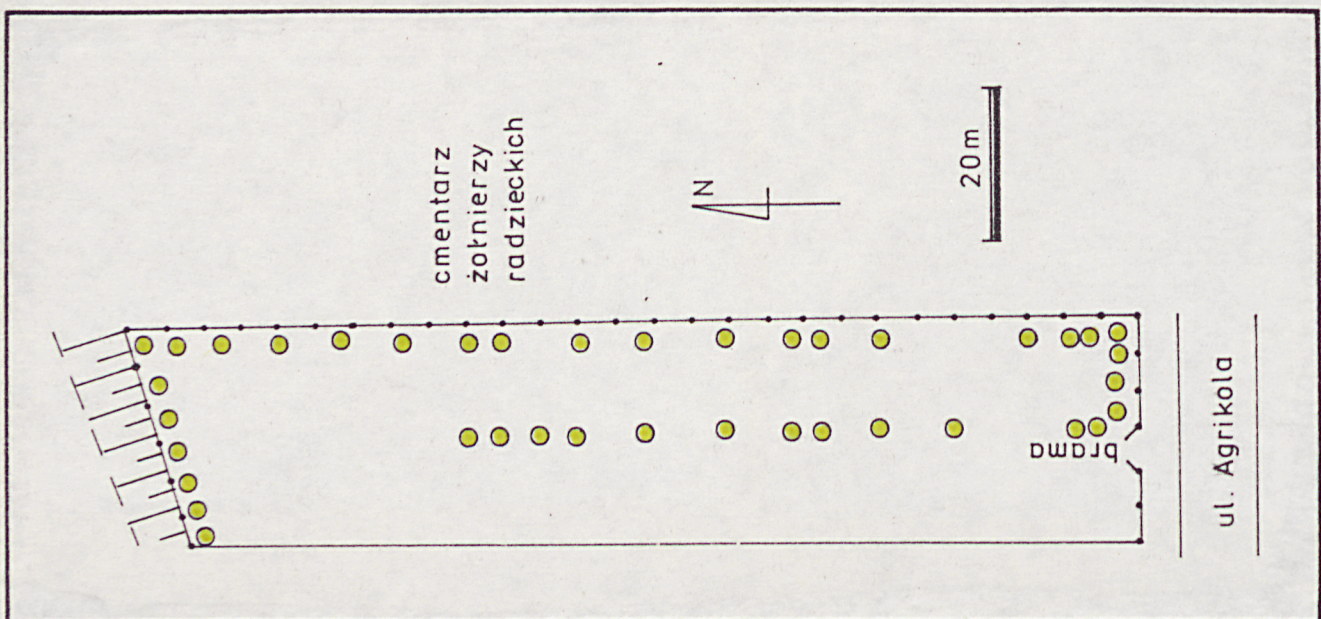 cmentarz
żołnierzy
radzieckich
N
20m
brama
ul. Agrikola